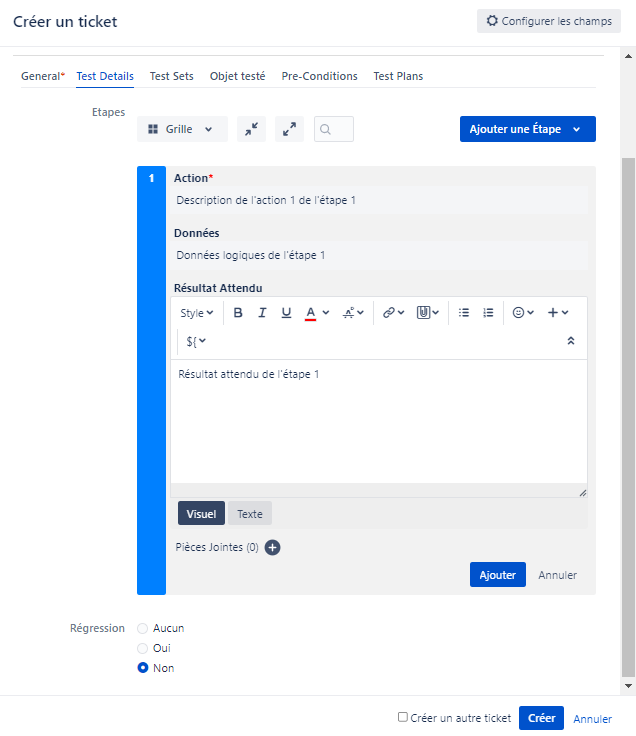 Créer un ticket
Configurer les champs
General* Test Details Test Sets Objet testé Pre-Conditions Test Plans
Etapes
Grille
Ajouter une Étape
1
Action*
Description de l'action 1 de l'étape 1
Données
Données logiques de l'étape 1
Résultat Attendu
Style B I U A
${
Résultat attendu de l'étape 1
Visuel Texte
Pièces Jointes (0)
Ajouter Annuler
Régression
Aucun
Oui
Non
Créer un autre ticket Créer Annuler